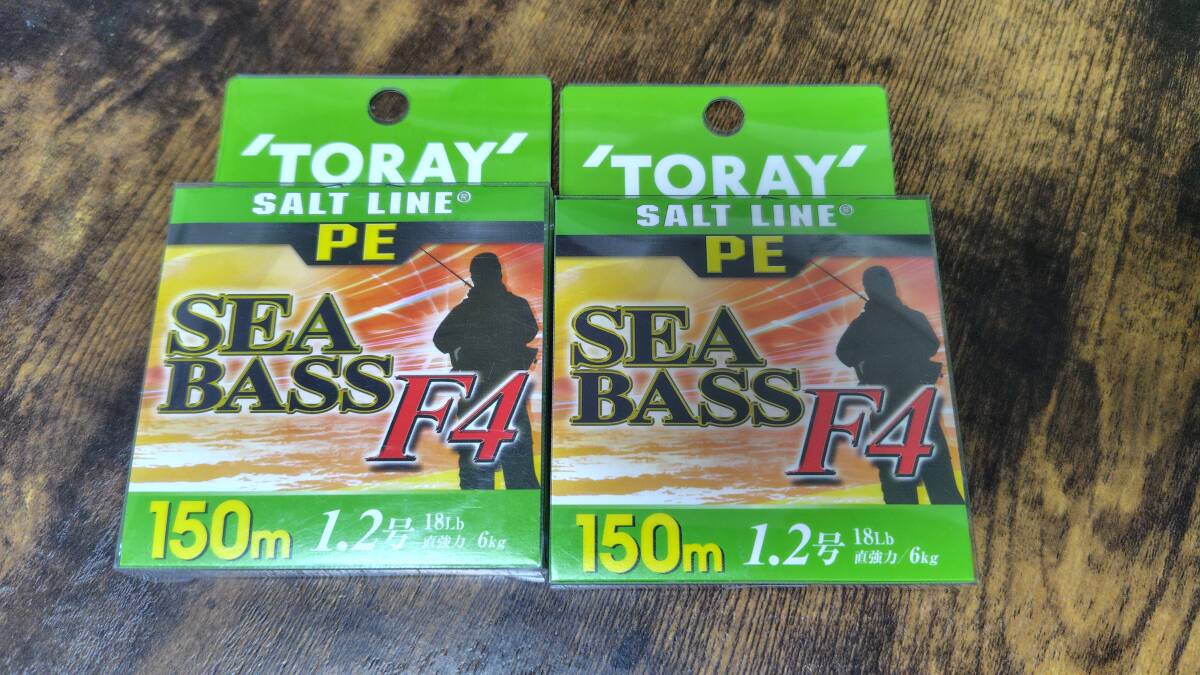 'TORAY'
SALT LINE®
PE
SEA
BASS
F4
150m 1.2号 18Lb
直強力/6kg
'TORAY'
SALT LINE®
PE
SEA
BASS
F4
150m 1.2号 18Lb
直強力/6kg